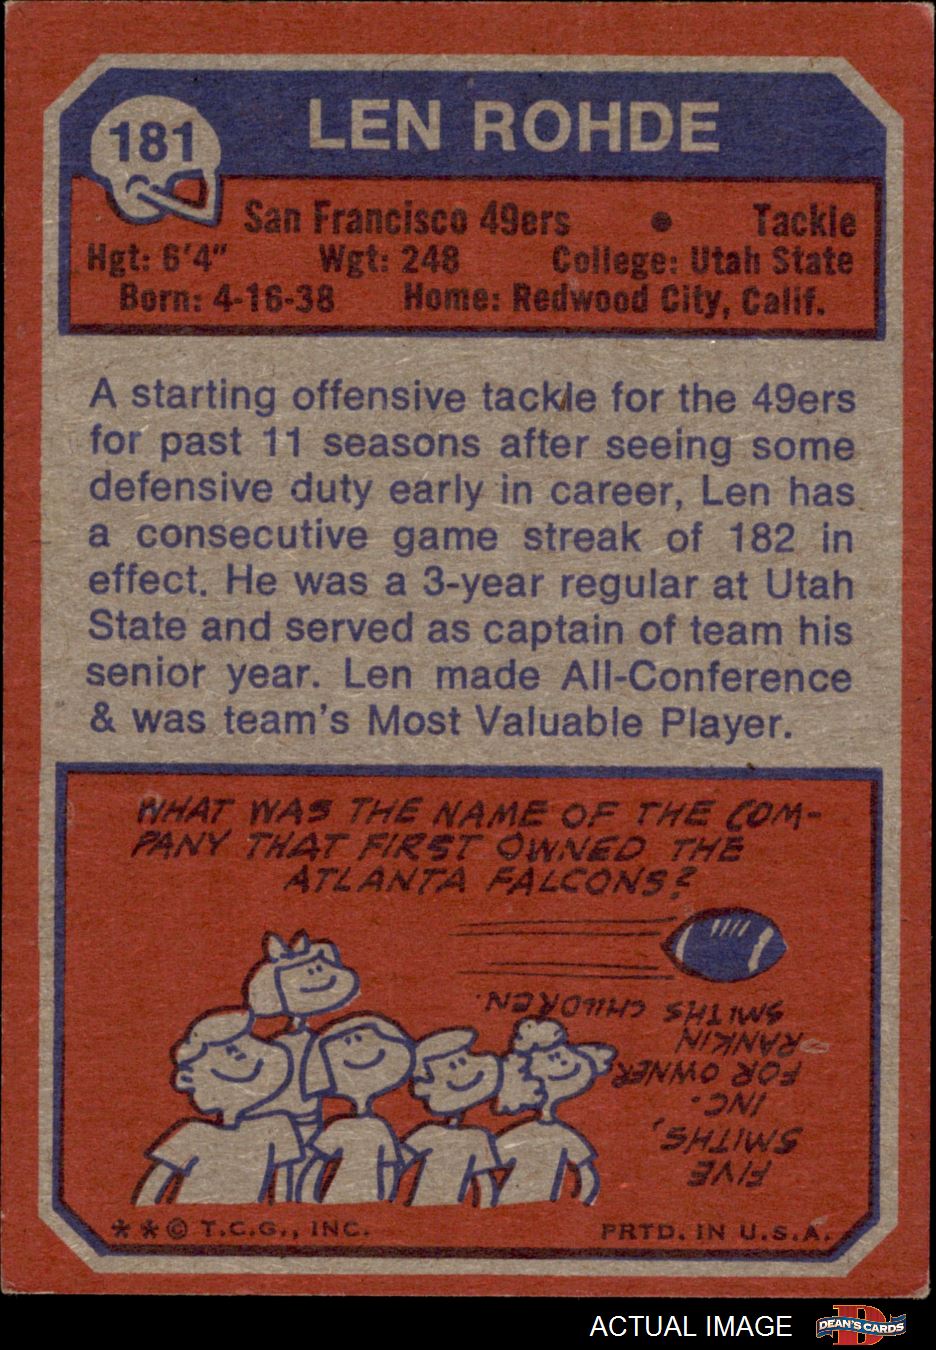 181
LEN ROHDE
San Francisco 49ers • Tackle
Hgt: 6'4" Wgt: 248 College: Utah State
Born: 4-16-38 Home: Redwood City, Calif.
A starting offensive tackle for the 49ers
for past 11 seasons after seeing some
defensive duty early in career, Len has
a consecutive game streak of 182 in
effect. He was a 3-year regular at Utah
State and served as captain of team his
senior year. Len made All-Conference
& was team's Most Valuable Player.
WHAT WAS THE NAME OF THE COM-
PANY THAT FIRST OWNED THE
ATLANTA FALCONS?
FIVE
SMITHS,
INC.
FOR OWNER
RANKIN
SMITHS CHILDREN.
* * © T.C.G., INC. PRTD. IN U.S.A.
ACTUAL IMAGE
D
DEAN'S CARDS